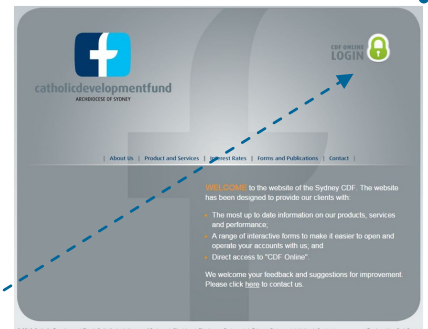 CDF ONLINE
LOGIN
catholicdevelopmentfund
ARCHDIOCESE OF SYDNEY
| About Us | Product and Services | Interest Rates | Forms and Publications | Contact |
WELCOME to the website of the Sydney CDF. The website
has been designed to provide our clients with:
The most up to date information on our products, services
and performance;
A range of interactive forms to make it easier to open and
operate your accounts with us; and
Direct access to "CDF Online".
We welcome your feedback and suggestions for improvement
Please click here to contact us.